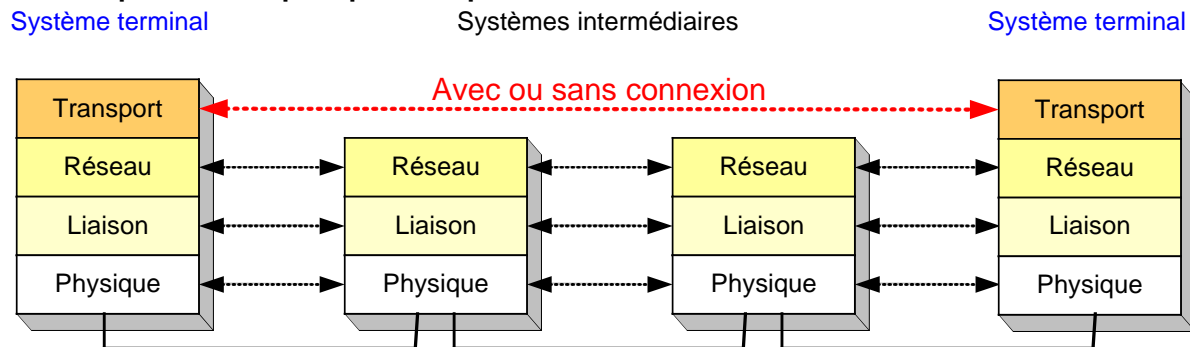 Système terminal Systèmes intermédiaires Système terminal
Avec ou sans connexion
Transport Transport
Réseau Réseau Réseau Réseau
Liaison Liaison Liaison Liaison
Physique Physique Physique Physique